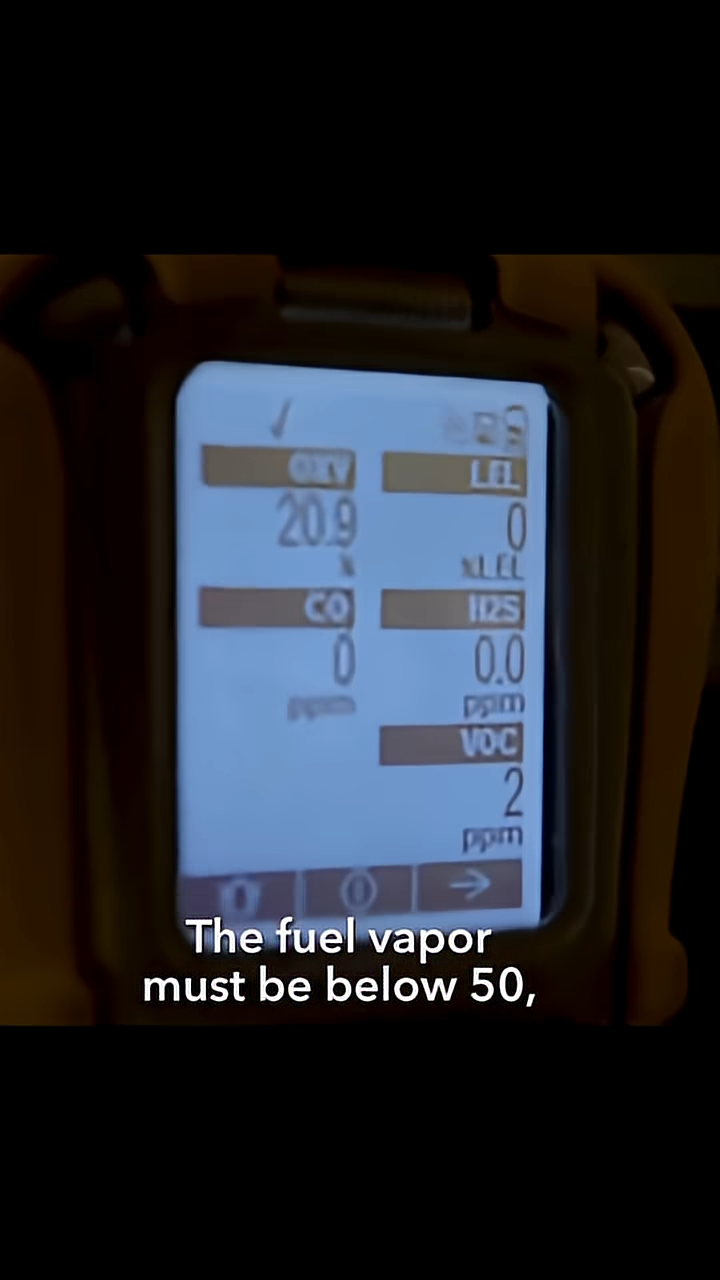 OXY LEL
20.9 0
% %LEL
CO H2S
0 0.0
ppm ppm
VOC
2
ppm
The fuel vapor
must be below 50,